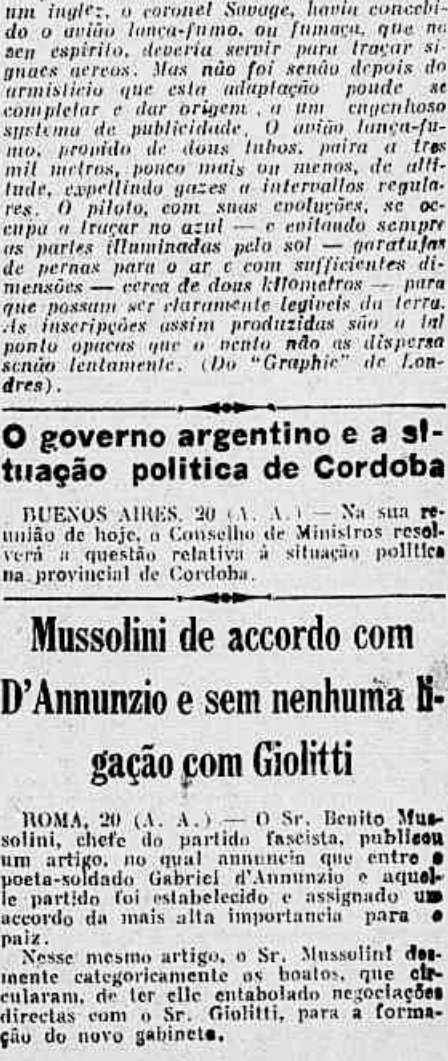 um inglez, o coronel Savage, havia concebi-
do o avião lança-fumo, ou fumaça, que no
seu espirito, deveria servir para traçar si-
gnaes aereos. Mas não foi senão depois do
armisticio que esta adaptação poude se
completar e dar origem, a um engenhoso
systema de publicidade. O avião lança-fu-
mo, provido de dous tubos, paira a tres
mil metros, pouco mais ou menos, de alti-
tude, expellindo gazes a intervallos regula-
res. O piloto, com suas evoluções, se oc-
cupa a traçar no azul — e evitando sempre
as partes illuminadas pelo sol — garatujas
de pernas para o ar e com sufficientes di-
mensões — cerca de dous kilometros — para
que possam ser claramente legiveis da terra.
As inscripções assim produzidas são a tal
ponto opacas que o vento não as dispersa
senão lentamente. (Do "Graphic" de Lon-
dres).
O governo argentino e a si-
tuação politica de Cordoba
BUENOS AIRES, 20 (A. A.) — Na sua re-
união de hoje, o Conselho de Ministros resol-
verá a questão relativa à situação politica
na provincial de Cordoba.
Mussolini de accordo com
D'Annunzio e sem nenhuma li-
gação com Giolitti
ROMA, 20 (A. A.) — O Sr. Benito Mus-
solini, chefe do partido fascista, publicou
um artigo, no qual annuncia que entre o
poeta-soldado Gabriel d'Annunzio e aquel-
le partido foi estabelecido e assignado um
accordo da mais alta importancia para o
paiz.
Nesse mesmo artigo, o Sr. Mussolini des-
mente categoricamente os boatos, que cir-
cularam, de ter elle entabolado negociações
directas com o Sr. Giolitti, para a forma-
ção do novo gabinete.